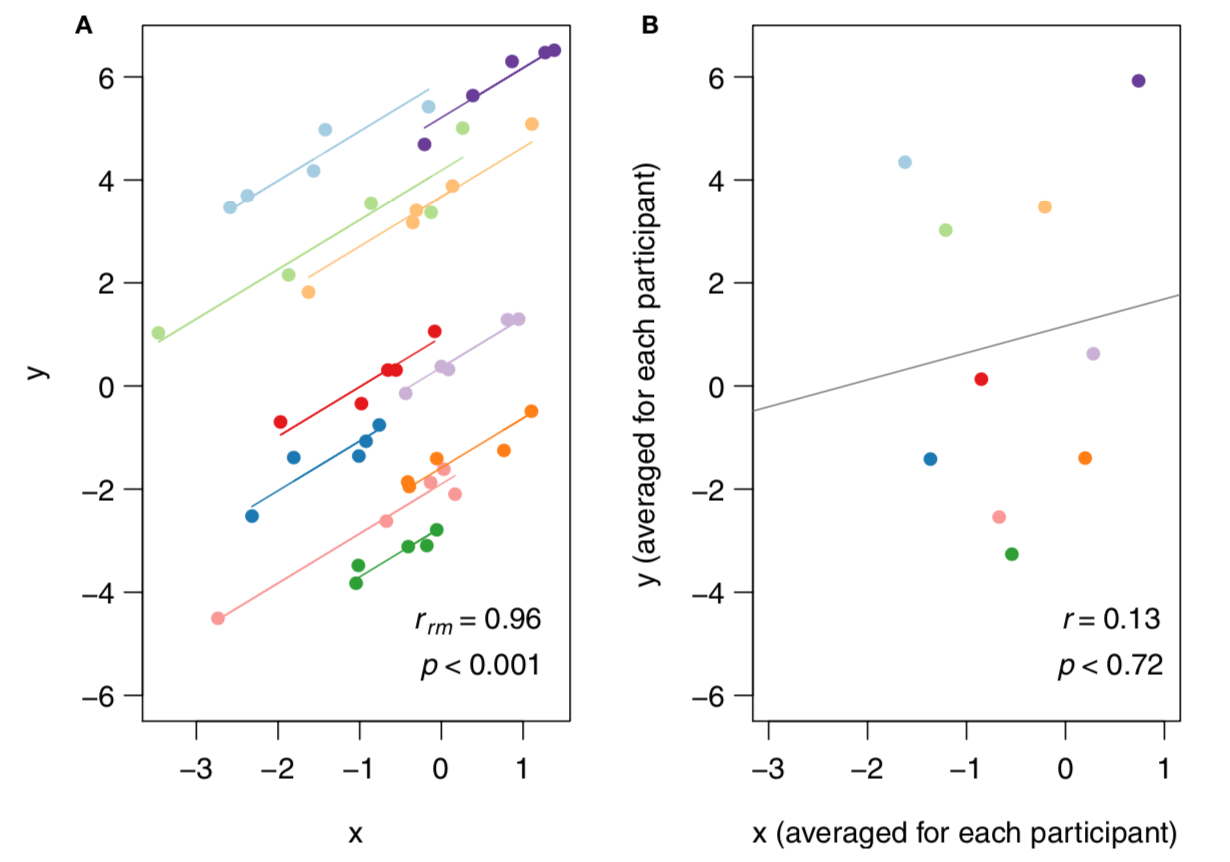 A
y
6
4
2
0
−2
−4
−6
−3 −2 −1 0 1
x
r_rm = 0.96
p < 0.001
B
y (averaged for each participant)
6
4
2
0
−2
−4
−6
−3 −2 −1 0 1
x (averaged for each participant)
r = 0.13
p < 0.72